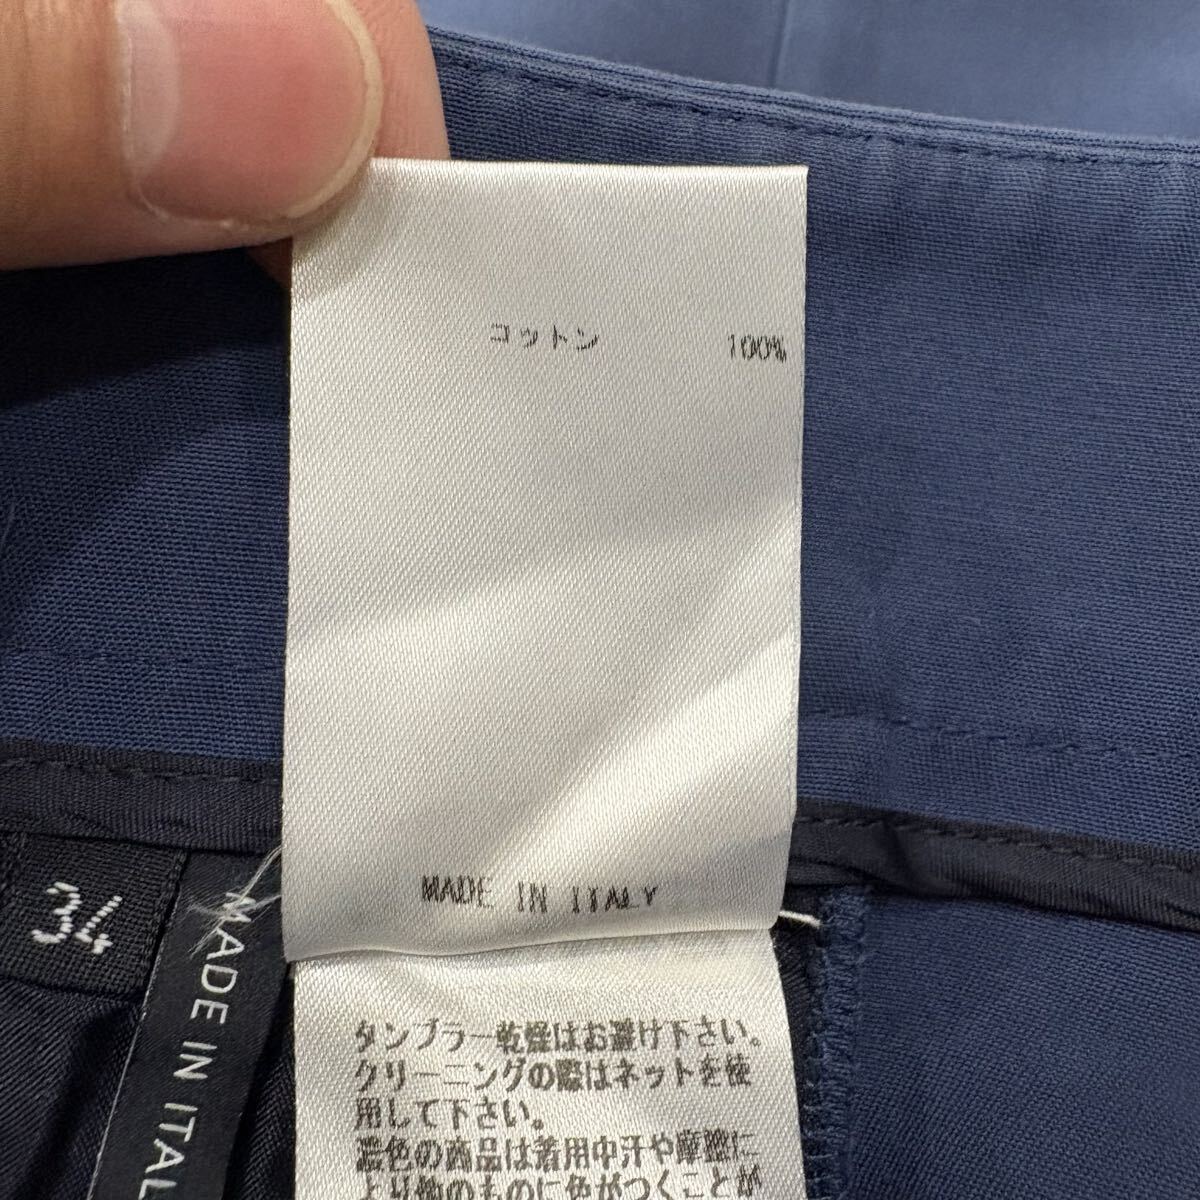 コットン 100%
MADE IN ITALY
タンブラー乾燥はお避け下さい。
クリーニングの際はネットを使
用して下さい。
濃色の商品は着用中汗や摩擦に
より他のものに色がつくことが
34
MADE IN ITAL